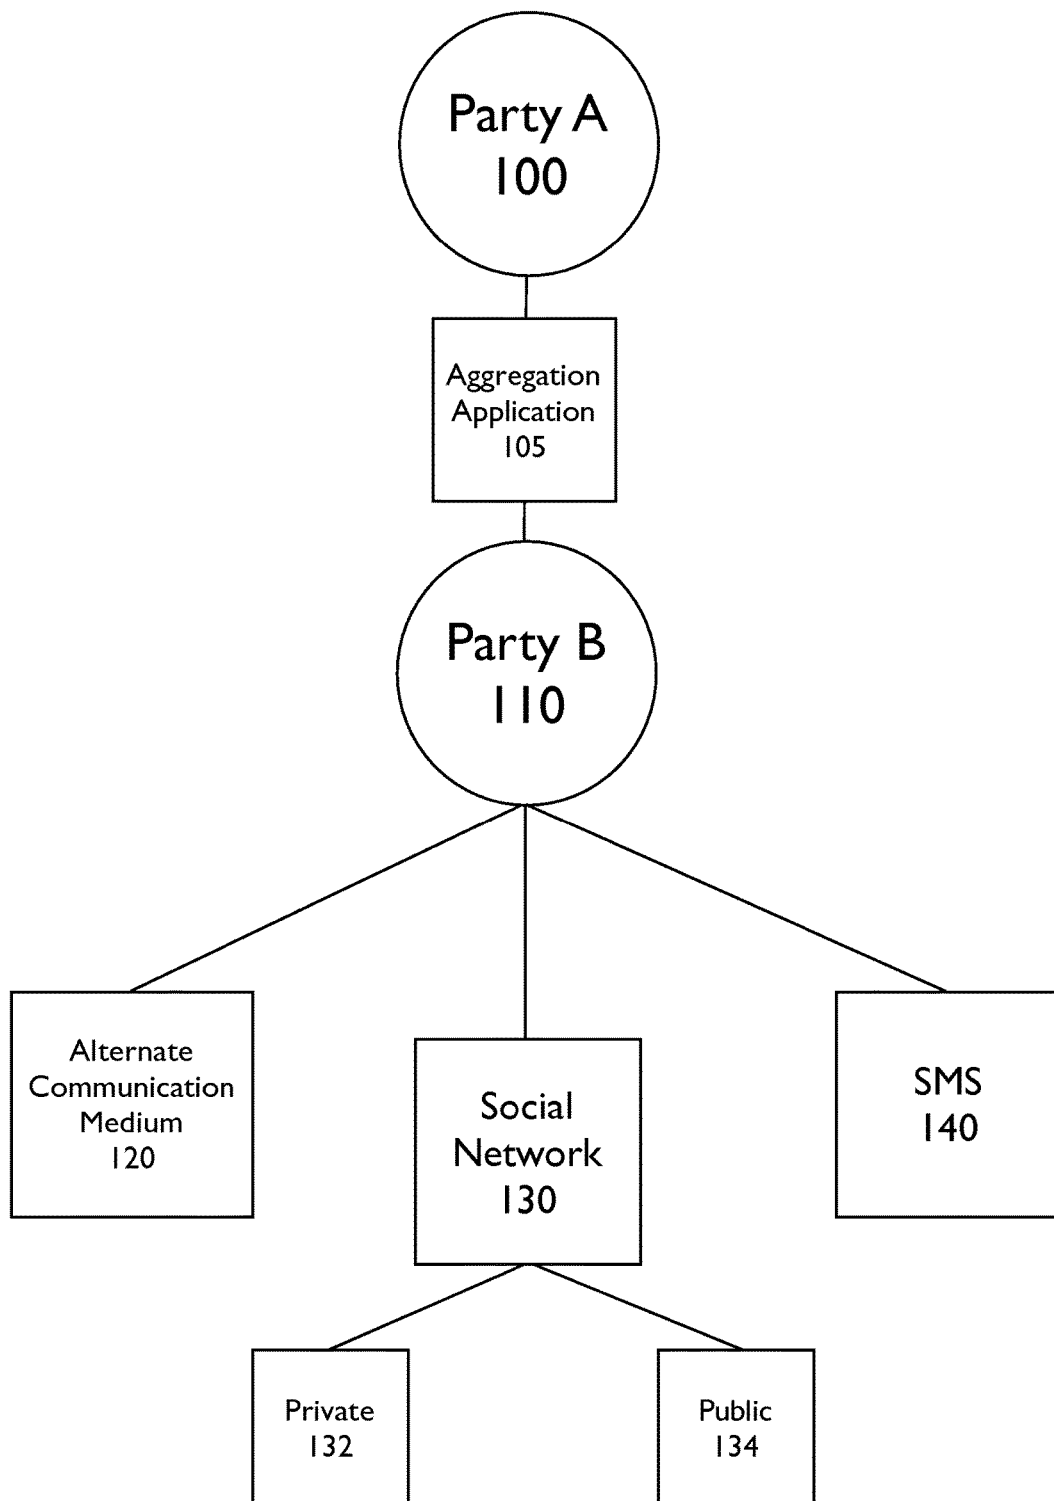 Party A
100
Aggregation
Application
105
Party B
110
Alternate
Communication
Medium
120
Social
Network
130
SMS
140
Private
132
Public
134